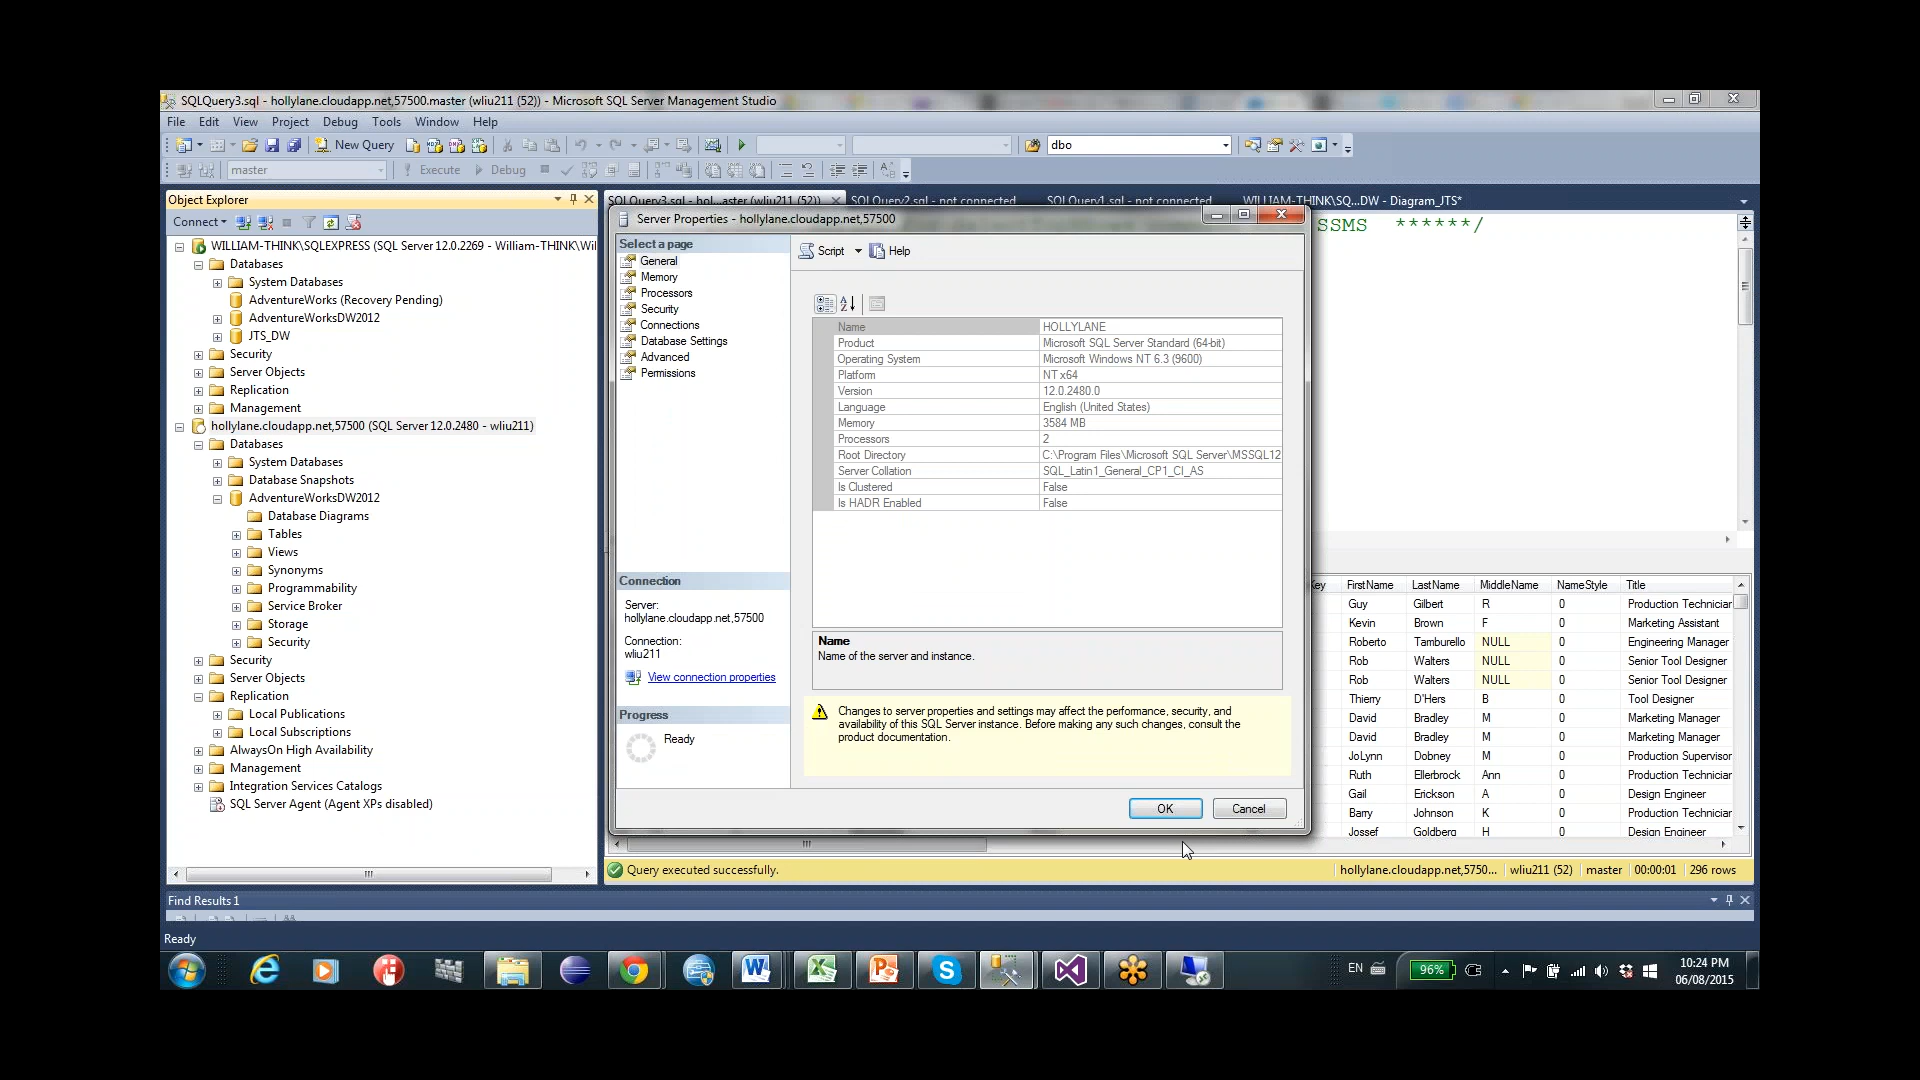 SQLQuery3.sql - hollylane.cloudapp.net,57500.master (wliu211 (52)) - Microsoft SQL Server Management Studio
File Edit View Project Debug Tools Window Help
New Query dbo
master Execute Debug
Object Explorer
Connect
WILLIAM-THINK\SQLEXPRESS (SQL Server 12.0.2269 - William-THINK\Wil
Databases
System Databases
AdventureWorks (Recovery Pending)
AdventureWorksDW2012
JTS_DW
Security
Server Objects
Replication
Management
hollylane.cloudapp.net,57500 (SQL Server 12.0.2480 - wliu211)
Databases
System Databases
Database Snapshots
AdventureWorksDW2012
Database Diagrams
Tables
Views
Synonyms
Programmability
Service Broker
Storage
Security
Security
Server Objects
Replication
Local Publications
Local Subscriptions
AlwaysOn High Availability
Management
Integration Services Catalogs
SQL Server Agent (Agent XPs disabled)
SQLQuery3.sql - hol...aster (wliu211 (52)) SQLQuery2.sql - not connected SQLQuery1.sql - not connected WILLIAM-THINK\SQ...DW - Diagram_JTS*
SSMS ******/
Server Properties - hollylane.cloudapp.net,57500
Select a page
General
Memory
Processors
Security
Connections
Database Settings
Advanced
Permissions
Connection
Server:
hollylane.cloudapp.net,57500
Connection:
wliu211
View connection properties
Progress
Ready
Script Help
Name HOLLYLANE
Product Microsoft SQL Server Standard (64-bit)
Operating System Microsoft Windows NT 6.3 (9600)
Platform NT x64
Version 12.0.2480.0
Language English (United States)
Memory 3584 MB
Processors 2
Root Directory C:\Program Files\Microsoft SQL Server\MSSQL12
Server Collation SQL_Latin1_General_CP1_CI_AS
Is Clustered False
Is HADR Enabled False
Name
Name of the server and instance.
Changes to server properties and settings may affect the performance, security, and
availability of this SQL Server instance. Before making any such changes, consult the
product documentation.
OK Cancel
Key FirstName LastName MiddleName NameStyle Title
Guy Gilbert R 0 Production Technician
Kevin Brown F 0 Marketing Assistant
Roberto Tamburello NULL 0 Engineering Manager
Rob Walters NULL 0 Senior Tool Designer
Rob Walters NULL 0 Senior Tool Designer
Thierry D'Hers B 0 Tool Designer
David Bradley M 0 Marketing Manager
David Bradley M 0 Marketing Manager
JoLynn Dobney M 0 Production Supervisor
Ruth Ellerbrock Ann 0 Production Technician
Gail Erickson A 0 Design Engineer
Barry Johnson K 0 Production Technician
Jossef Goldberg H 0 Design Engineer
Query executed successfully. hollylane.cloudapp.net,5750... wliu211 (52) master 00:00:01 296 rows
Find Results 1
Ready
EN 96% 10:24 PM
06/08/2015